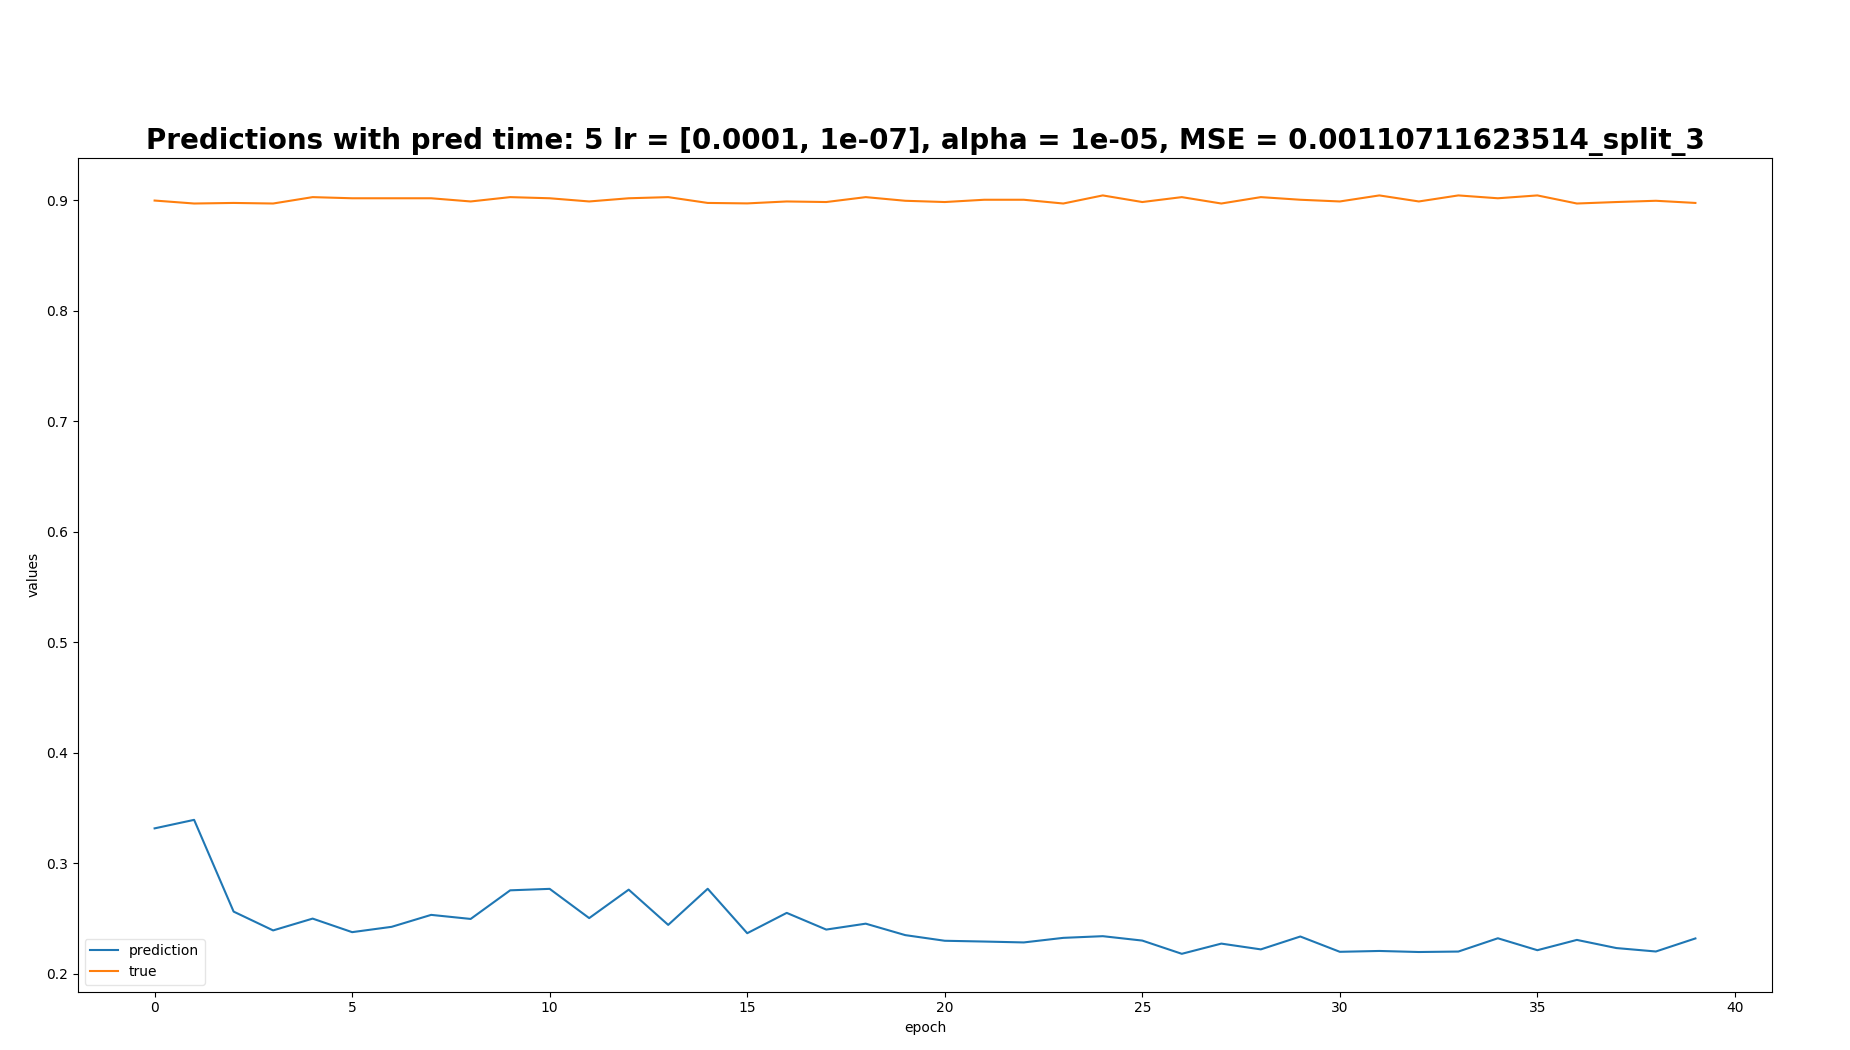 Predictions with pred time: 5 lr = [0.0001, 1e-07], alpha = 1e-05, MSE = 0.00110711623514_split_3
0.9
0.8
0.7
0.6
0.5
0.4
0.3
0.2
values
prediction
true
0 5 10 15 20 25 30 35 40
epoch